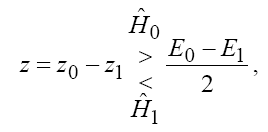 Ĥ0
z = z0 − z1 > < E0 − E1 / 2 ,
Ĥ1